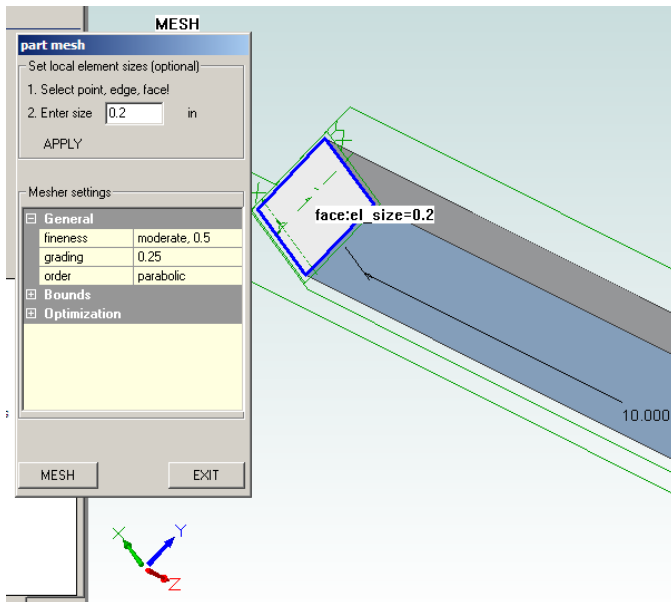 MESH
part mesh
Set local element sizes (optional)
1. Select point, edge, face!
2. Enter size 0.2 in
APPLY
Mesher settings
General
fineness moderate, 0.5
grading 0.25
order parabolic
Bounds
Optimization
MESH EXIT
face:el_size=0.2
10.000
X
Y
Z